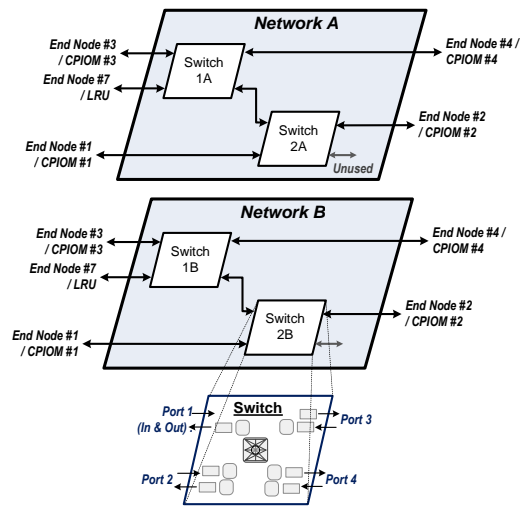 Network A
End Node #3
/ CPIOM #3
End Node #4 /
CPIOM #4
Switch
1A
End Node #7
/ LRU
Switch
2A
End Node #2
/ CPIOM #2
End Node #1
/ CPIOM #1
Unused
Network B
End Node #3
/ CPIOM #3
End Node #4 /
CPIOM #4
Switch
1B
End Node #7
/ LRU
End Node #2
/ CPIOM #2
Switch
2B
End Node #1
/ CPIOM #1
Switch
Port 1
(In & Out)
Port 3
Port 2
Port 4